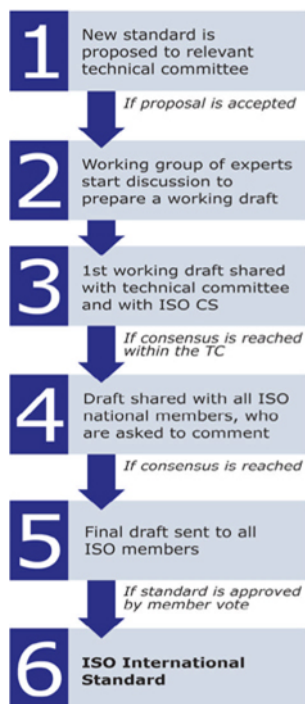 1
New standard is
proposed to relevant
technical committee
If proposal is accepted
2
Working group of experts
start discussion to
prepare a working draft
3
1st working draft shared
with technical committee
and with ISO CS
If consensus is reached
within the TC
4
Draft shared with all ISO
national members, who
are asked to comment
If consensus is reached
5
Final draft sent to all
ISO members
If standard is approved
by member vote
6
ISO International
Standard